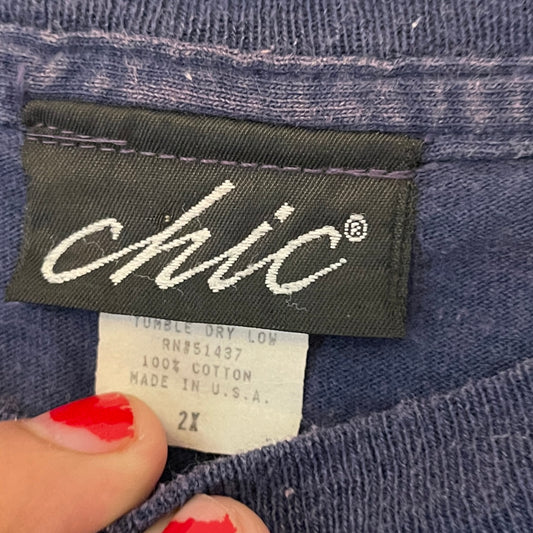 chic®
TUMBLE DRY LOW
RN#51437
100% COTTON
MADE IN U.S.A.
2X